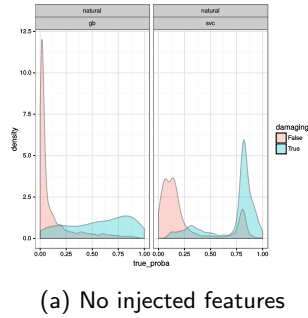 natural natural
gb svc
12.5
10.0
7.5
5.0
2.5
0.0
density
0.00 0.25 0.50 0.75 1.00 0.00 0.25 0.50 0.75 1.00
true_proba
damaging
False
True
(a) No injected features